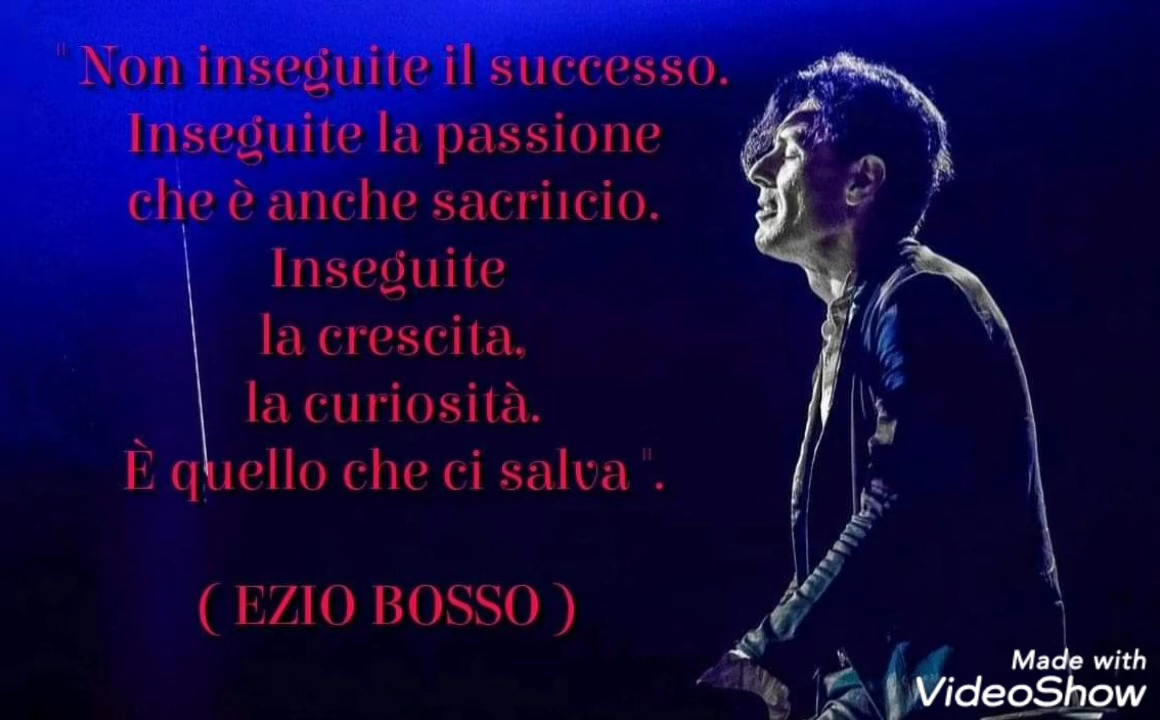 " Non inseguite il successo.
Inseguite la passione
che è anche sacriıcio.
Inseguite
la crescita,
la curiosità.
È quello che ci salva ".
( EZIO BOSSO )
Made with
VideoShow